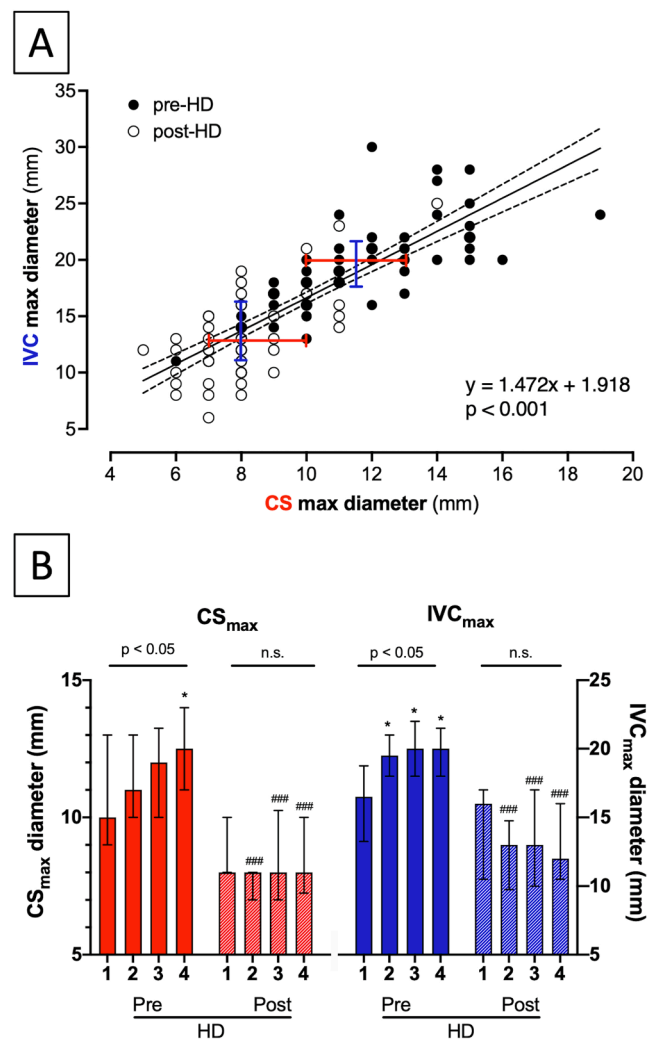 A
35
30
25
20
15
10
5
IVC max diameter (mm)
pre-HD
post-HD
y = 1.472x + 1.918
p < 0.001
4 6 8 10 12 14 16 18 20
CS max diameter (mm)
B
CSmax IVCmax
p < 0.05 n.s. p < 0.05 n.s.
15 25
20
10 15
10
5 5
CSmax diameter (mm)
IVCmax diameter (mm)
* ### ### ### * * * ### ### ###
1 2 3 4 1 2 3 4 1 2 3 4 1 2 3 4
Pre Post Pre Post
HD HD